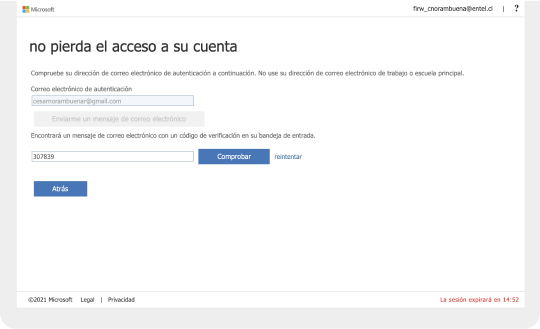 Microsoft
firw_cnorambuena@entel.cl | ?
no pierda el acceso a su cuenta
Compruebe su dirección de correo electrónico de autenticación a continuación. No use su dirección de correo electrónico de trabajo o escuela principal.
Correo electrónico de autenticación
cesarnorambuenar@gmail.com
Enviarme un mensaje de correo electrónico
Encontrará un mensaje de correo electrónico con un código de verificación en su bandeja de entrada.
307839
Comprobar
reintentar
Atrás
©2021 Microsoft Legal | Privacidad
La sesión expirará en 14:52